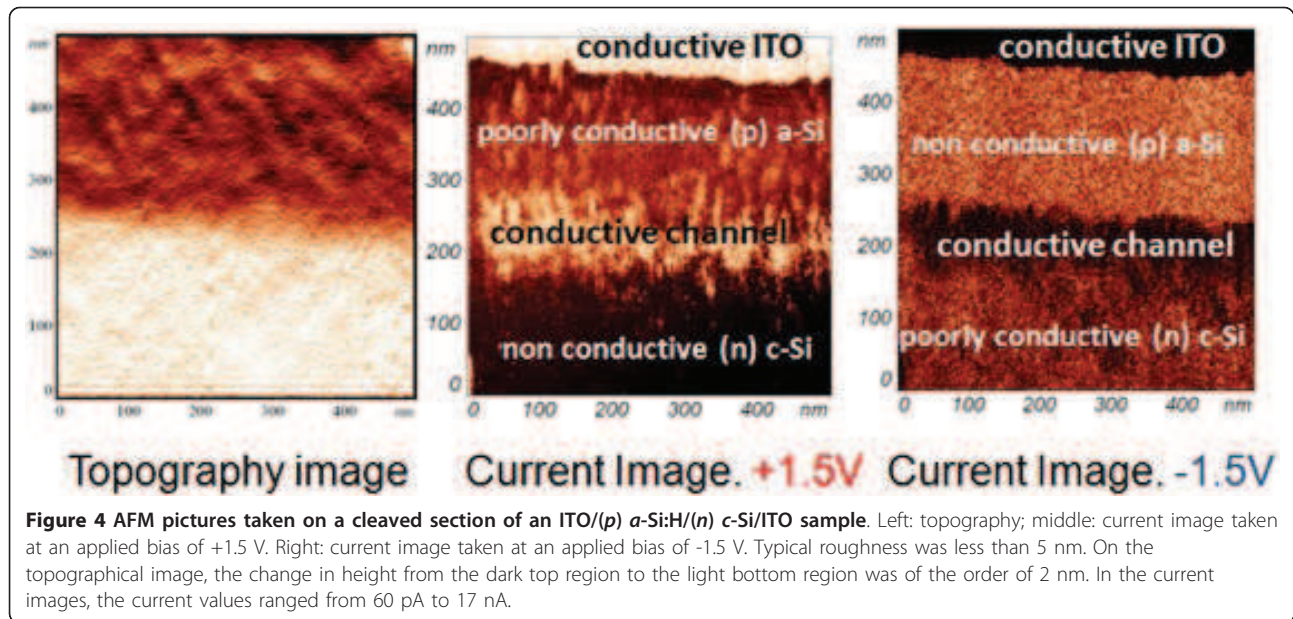 nm
400
300
200
100
0
0 100 200 300 400 nm
Topography image
nm
400
300
200
100
0
0 100 200 300 400 nm
conductive ITO
poorly conductive (p) a-Si
conductive channel
non conductive (n) c-Si
Current Image. +1.5V
nm
400
300
200
100
0
0 100 200 300 400 nm
conductive ITO
non conductive (p) a-Si
conductive channel
poorly conductive (n) c-Si
Current Image. -1.5V
Figure 4 AFM pictures taken on a cleaved section of an ITO/(p) a-Si:H/(n) c-Si/ITO sample. Left: topography; middle: current image taken
at an applied bias of +1.5 V. Right: current image taken at an applied bias of -1.5 V. Typical roughness was less than 5 nm. On the
topographical image, the change in height from the dark top region to the light bottom region was of the order of 2 nm. In the current
images, the current values ranged from 60 pA to 17 nA.